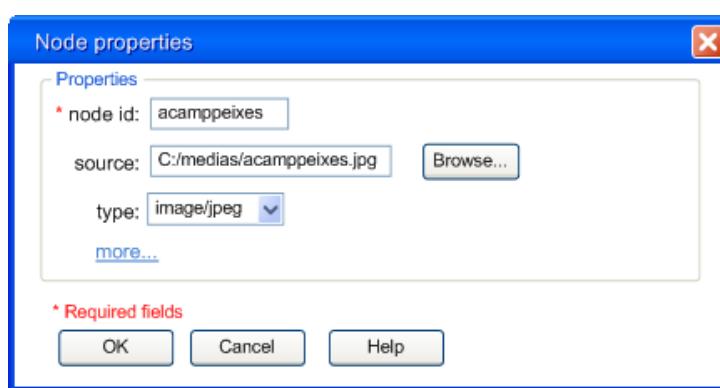 Node properties
Properties
* node id: acamppeixes
source: C:/medias/acamppeixes.jpg Browse...
type: image/jpeg
more...
* Required fields
OK Cancel Help